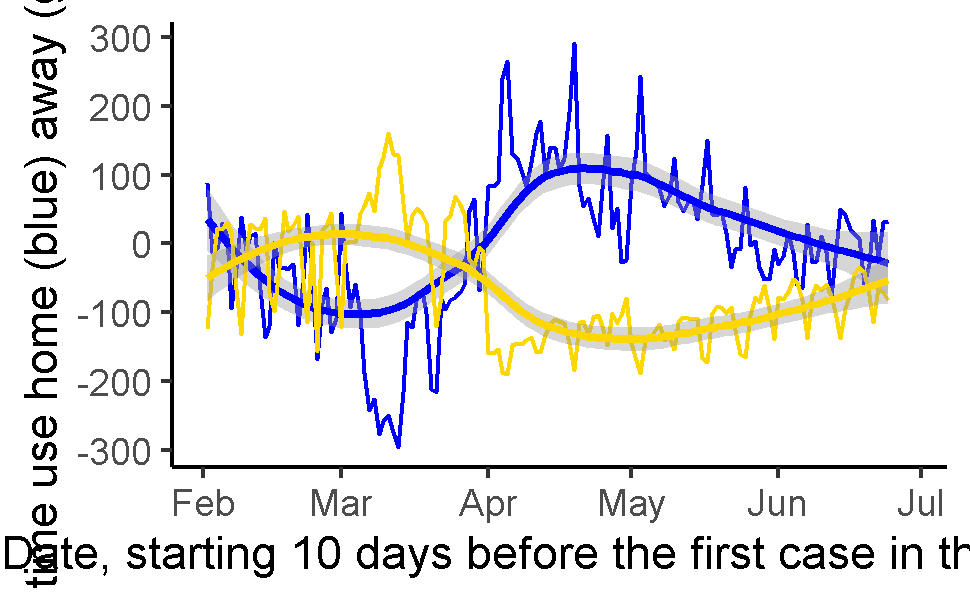 time use home (blue) away (
300
200
100
0
-100
-200
-300
Feb Mar Apr May Jun Jul
Date, starting 10 days before the first case in th